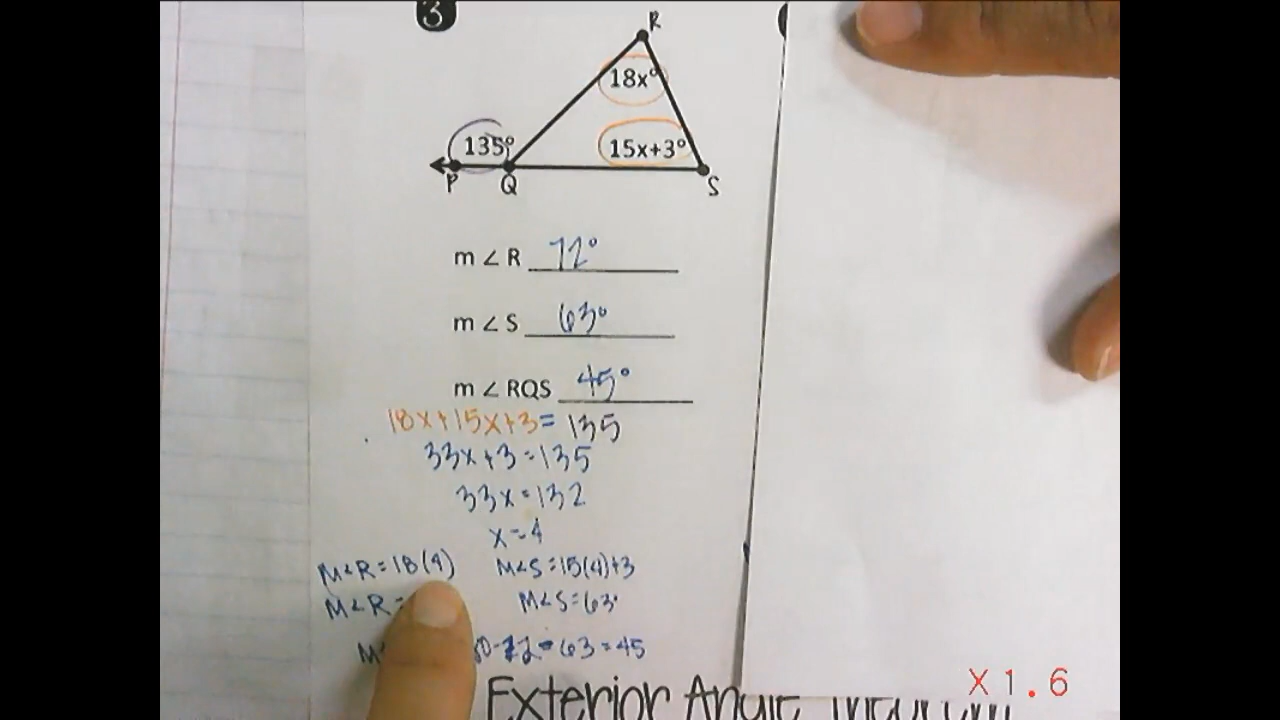 3
R
18x°
135°
15x+3°
P
Q
S
m ∠ R 72°
m ∠ S 63°
m ∠ RQS 45°
18x+15x+3= 135
33x+3=135
33x=132
x=4
M∠R=18(4)
M∠S=15(4)+3
M∠R=
M∠S=63°
-72-63=45
Exterior Angle Theorem
X1.6